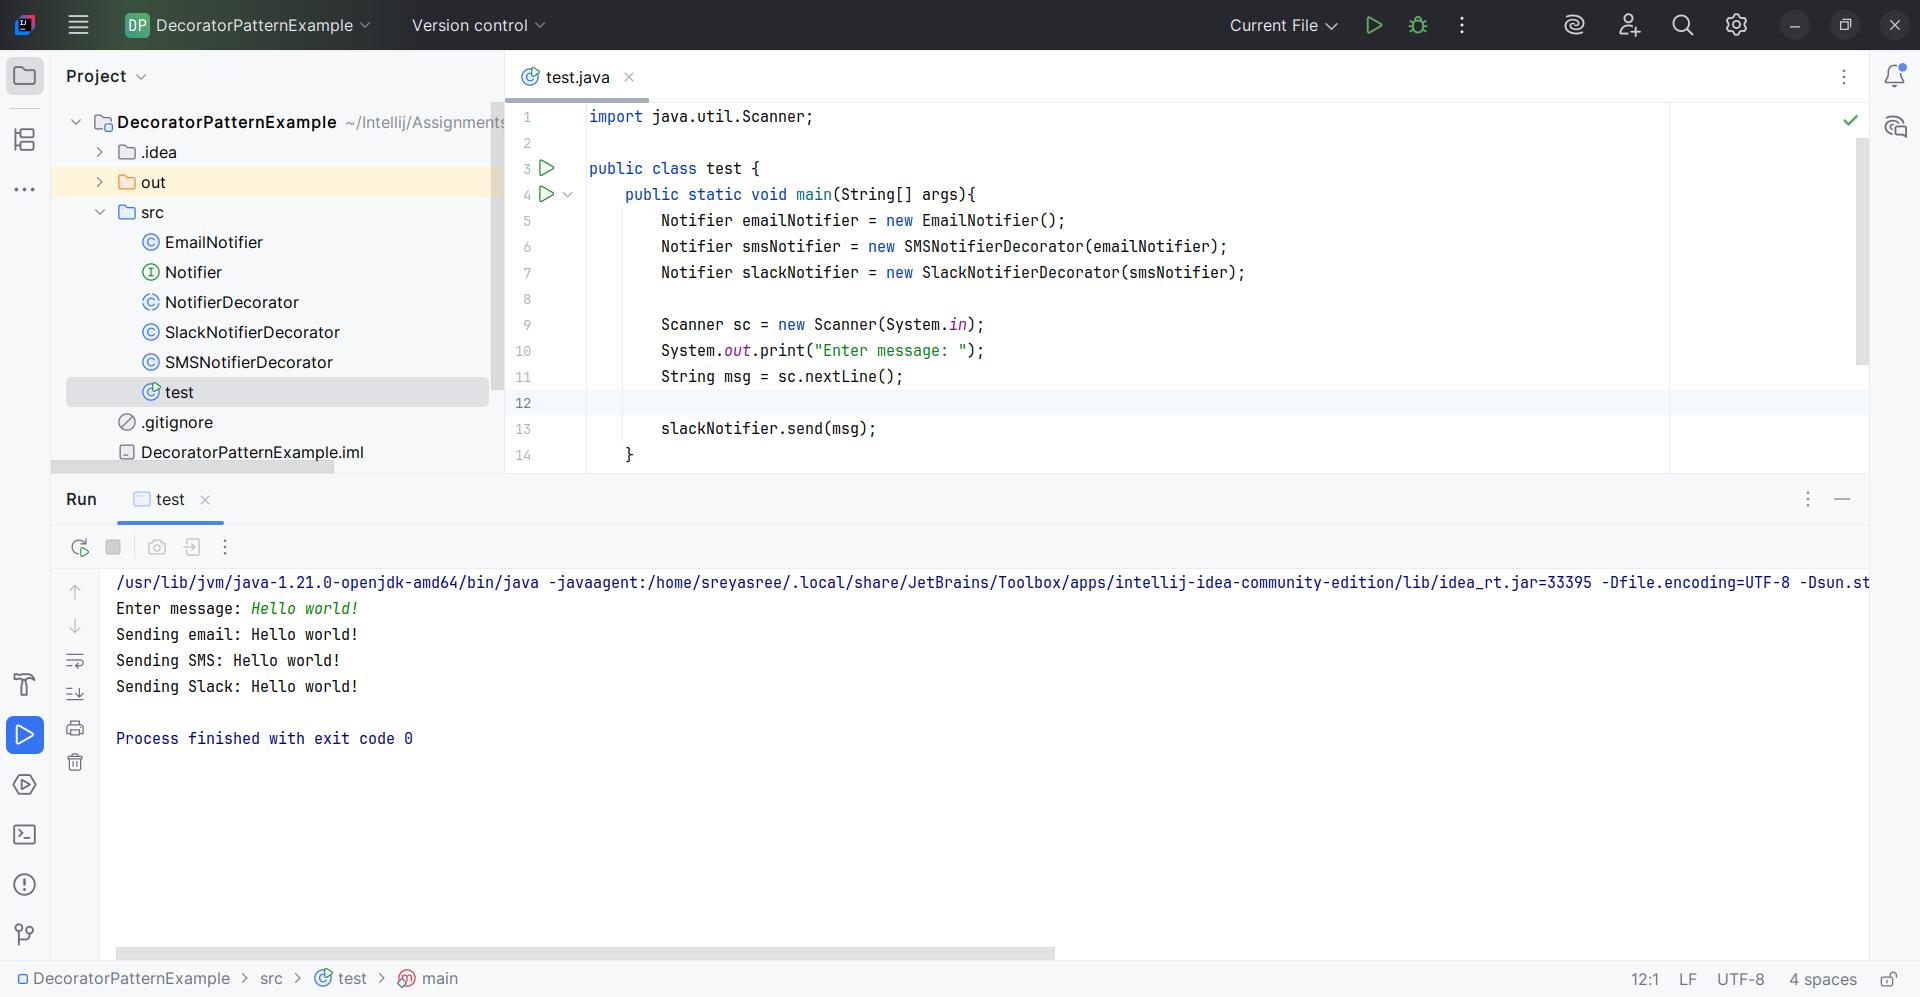 DP DecoratorPatternExample Version control Current File
Project
test.java
DecoratorPatternExample ~/Intellij/Assignments
.idea
out
src
EmailNotifier
Notifier
NotifierDecorator
SlackNotifierDecorator
SMSNotifierDecorator
test
.gitignore
DecoratorPatternExample.iml
1 import java.util.Scanner;
2
3 public class test {
4 public static void main(String[] args){
5 Notifier emailNotifier = new EmailNotifier();
6 Notifier smsNotifier = new SMSNotifierDecorator(emailNotifier);
7 Notifier slackNotifier = new SlackNotifierDecorator(smsNotifier);
8
9 Scanner sc = new Scanner(System.in);
10 System.out.print("Enter message: ");
11 String msg = sc.nextLine();
12
13 slackNotifier.send(msg);
14 }
Run test
/usr/lib/jvm/java-1.21.0-openjdk-amd64/bin/java -javaagent:/home/sreyasree/.local/share/JetBrains/Toolbox/apps/intellij-idea-community-edition/lib/idea_rt.jar=33395 -Dfile.encoding=UTF-8 -Dsun.st
Enter message: Hello world!
Sending email: Hello world!
Sending SMS: Hello world!
Sending Slack: Hello world!
Process finished with exit code 0
DecoratorPatternExample > src > test > main 12:1 LF UTF-8 4 spaces